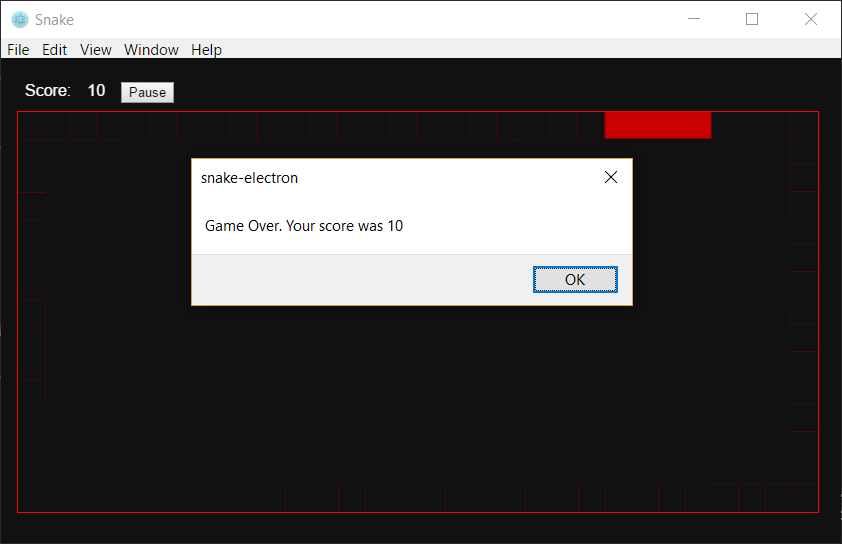 Snake
File Edit View Window Help
Score: 10 Pause
snake-electron
Game Over. Your score was 10
OK